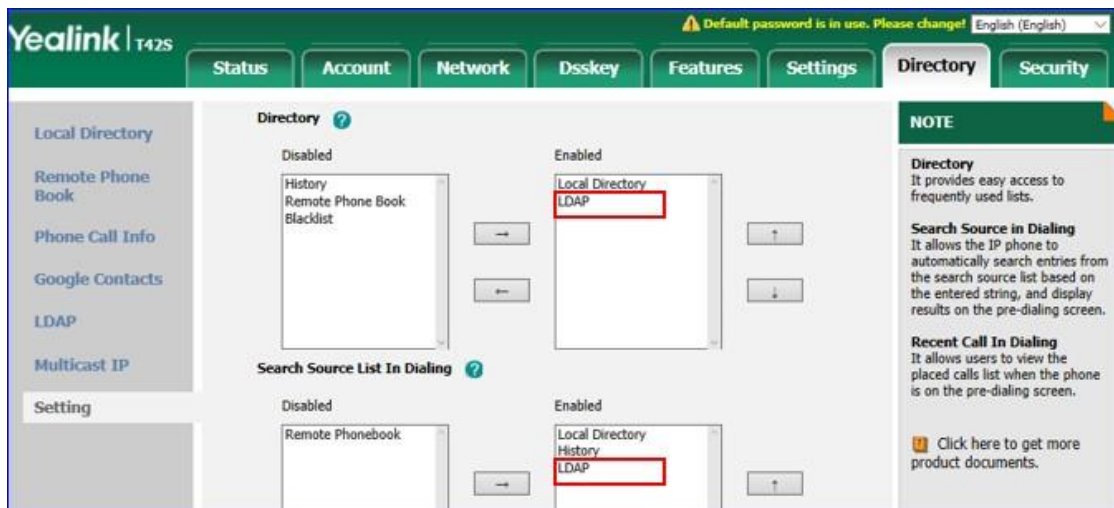 Default password is in use. Please change! English (English)
Yealink T42S
Status Account Network Dsskey Features Settings Directory Security
Local Directory
Remote Phone
Book
Phone Call Info
Google Contacts
LDAP
Multicast IP
Setting
Directory ?
Disabled Enabled
History
Remote Phone Book
Blacklist
Local Directory
LDAP
→
←
↑
↓
Search Source List In Dialing ?
Disabled Enabled
Remote Phonebook
Local Directory
History
LDAP
→
↑
NOTE
Directory
It provides easy access to
frequently used lists.
Search Source in Dialing
It allows the IP phone to
automatically search entries from
the search source list based on
the entered string, and display
results on the pre-dialing screen.
Recent Call In Dialing
It allows users to view the
placed calls list when the phone
is on the pre-dialing screen.
Click here to get more
product documents.